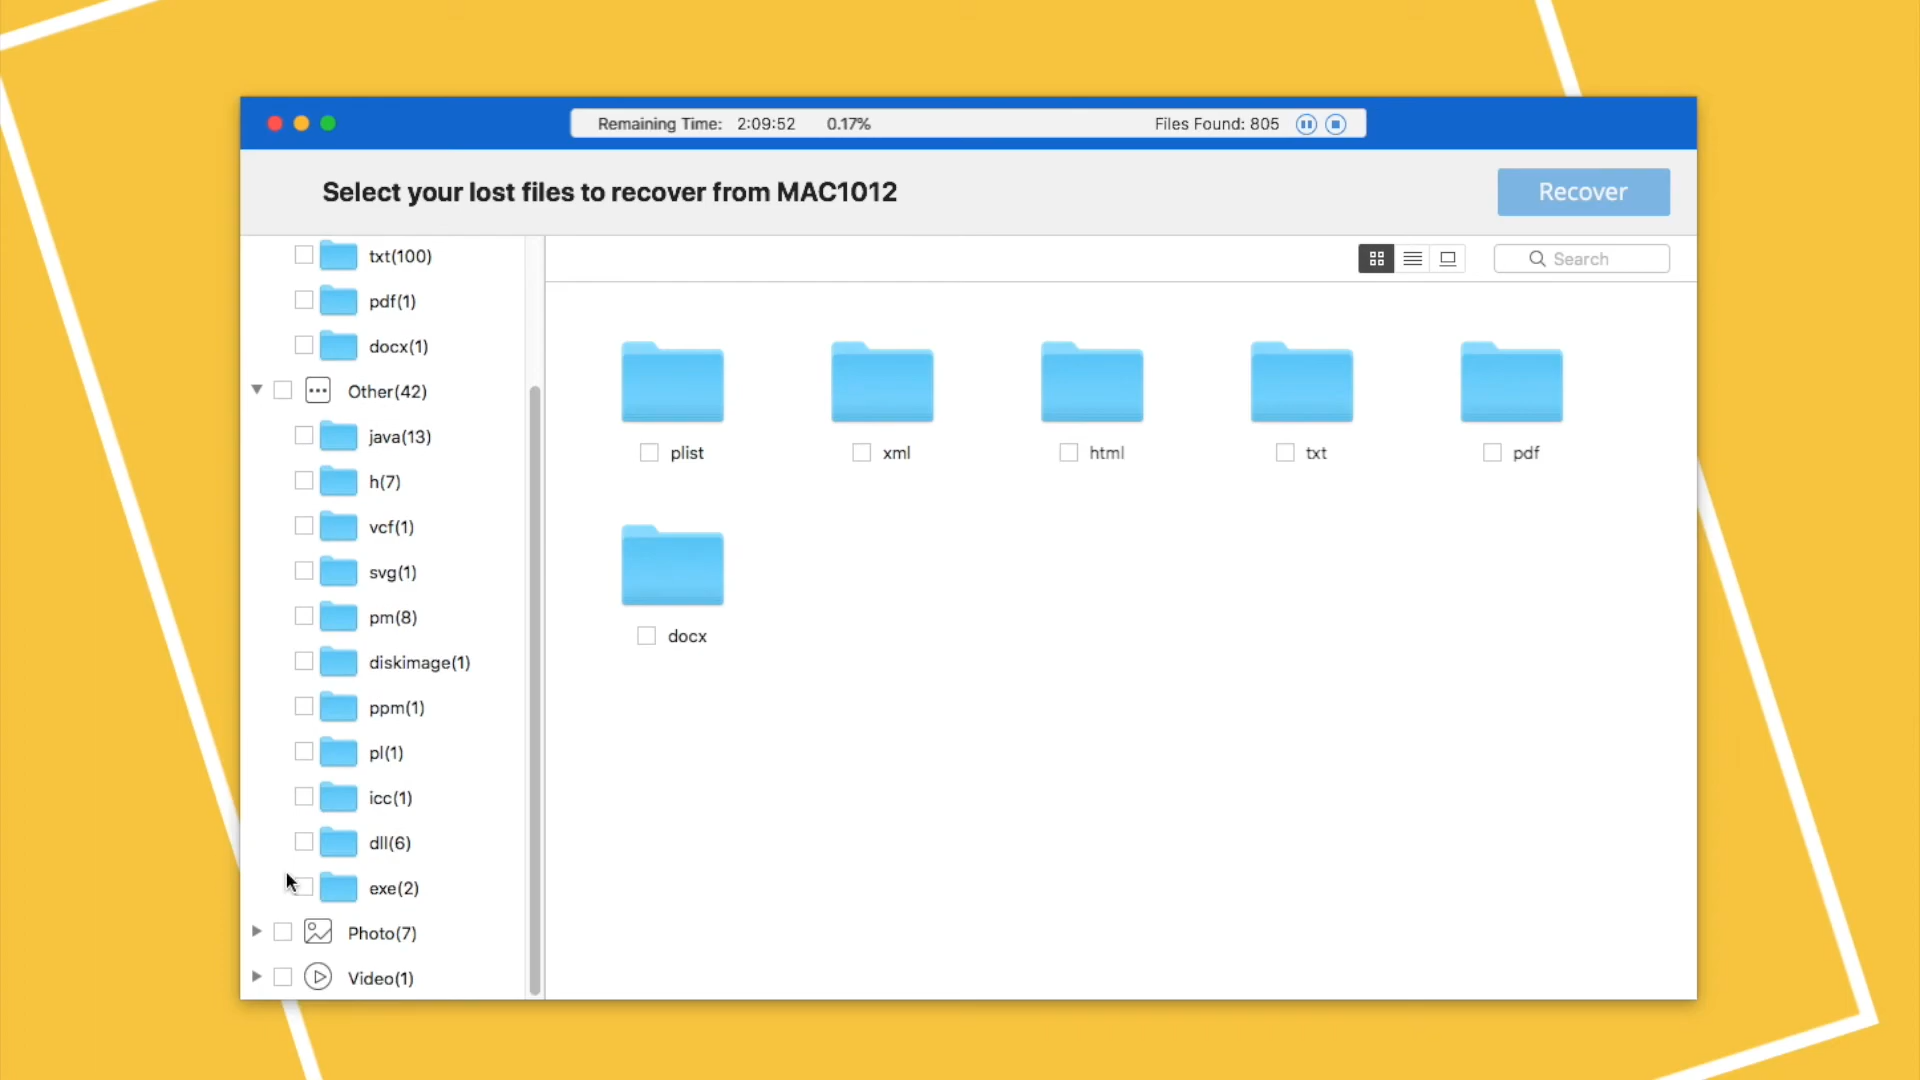 Remaining Time: 2:09:52 0.17% Files Found: 805
Select your lost files to recover from MAC1012
Recover
Search
txt(100)
pdf(1)
docx(1)
Other(42)
java(13)
h(7)
vcf(1)
svg(1)
pm(8)
diskimage(1)
ppm(1)
pl(1)
icc(1)
dll(6)
exe(2)
Photo(7)
Video(1)
plist xml html txt pdf
docx